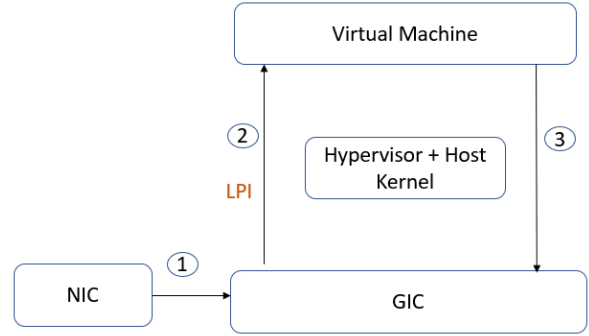 Virtual Machine
2
3
Hypervisor + Host
Kernel
LPI
1
NIC
GIC